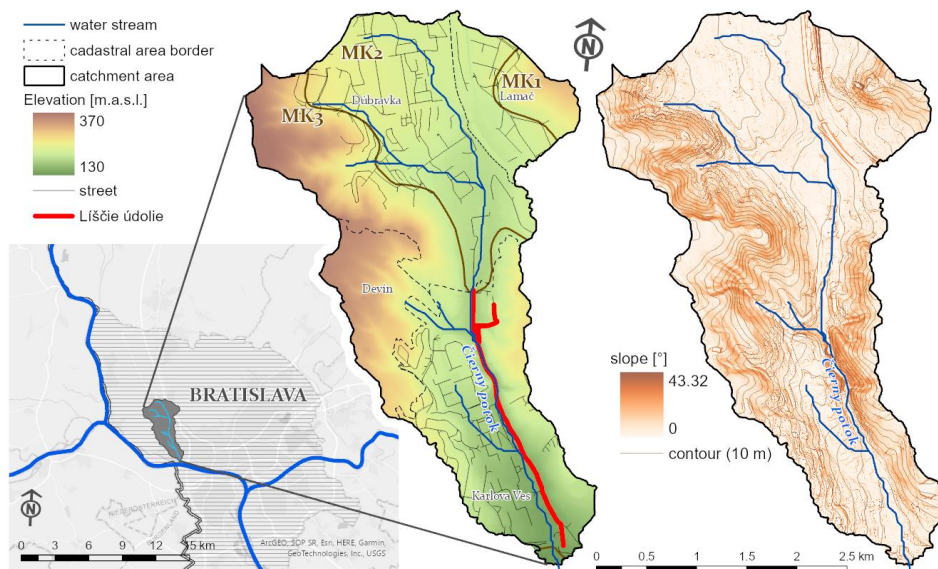 water stream
cadastral area border
catchment area
Elevation [m.a.s.l.]
370
130
street
Líščie údolie
MK2
MK1
Lamač
Dúbravka
MK3
Devín
Čierny potok
Karlova Ves
N
BRATISLAVA
NIEDERÖSTERREICH
N
0 3 6 9 12 15 km
ArcGEO, SOP SR, Esri, HERE, Garmin,
GeoTechnologies, Inc., USGS
slope [°]
43.32
0
contour (10 m)
Čierny potok
0 0.5 1.0 1.5 2.0 2.5 km